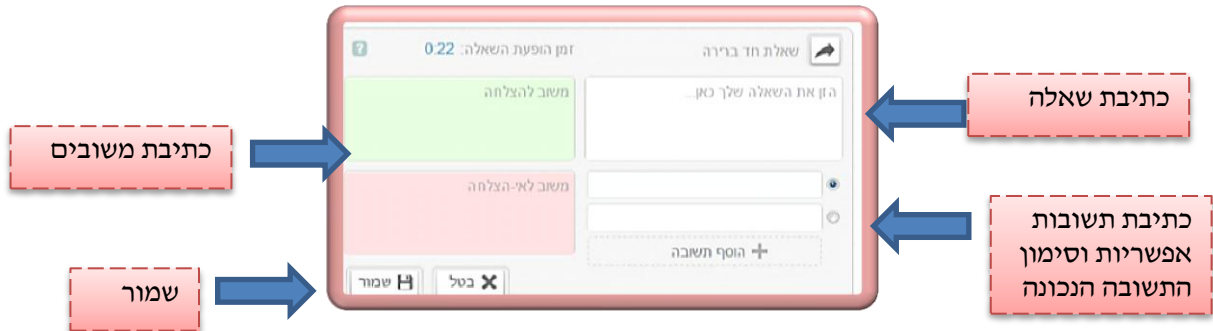 שאלת חד ברירה
זמן הופעת השאלה: 0:22
?
הזן את השאלה שלך כאן...
משוב להצלחה
משוב לאי-הצלחה
הוסף תשובה
בטל
שמור
כתיבת שאלה
כתיבת תשובות
אפשריות וסימון
התשובה הנכונה
כתיבת משובים
שמור